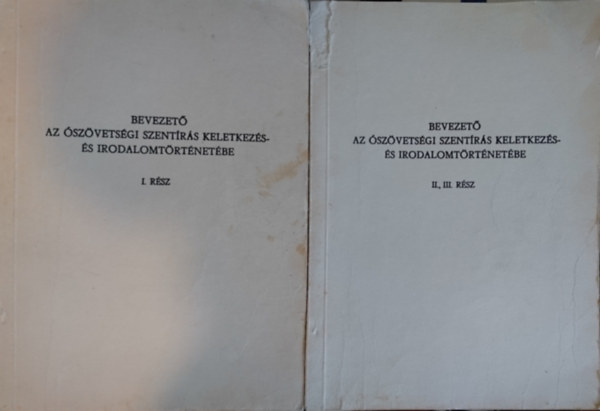 BEVEZETŐ
AZ ÓSZÖVETSÉGI SZENTÍRÁS KELETKEZÉS-
ÉS IRODALOMTÖRTÉNETÉBE
I. RÉSZ
BEVEZETŐ
AZ ÓSZÖVETSÉGI SZENTÍRÁS KELETKEZÉS-
ÉS IRODALOMTÖRTÉNETÉBE
II., III. RÉSZ